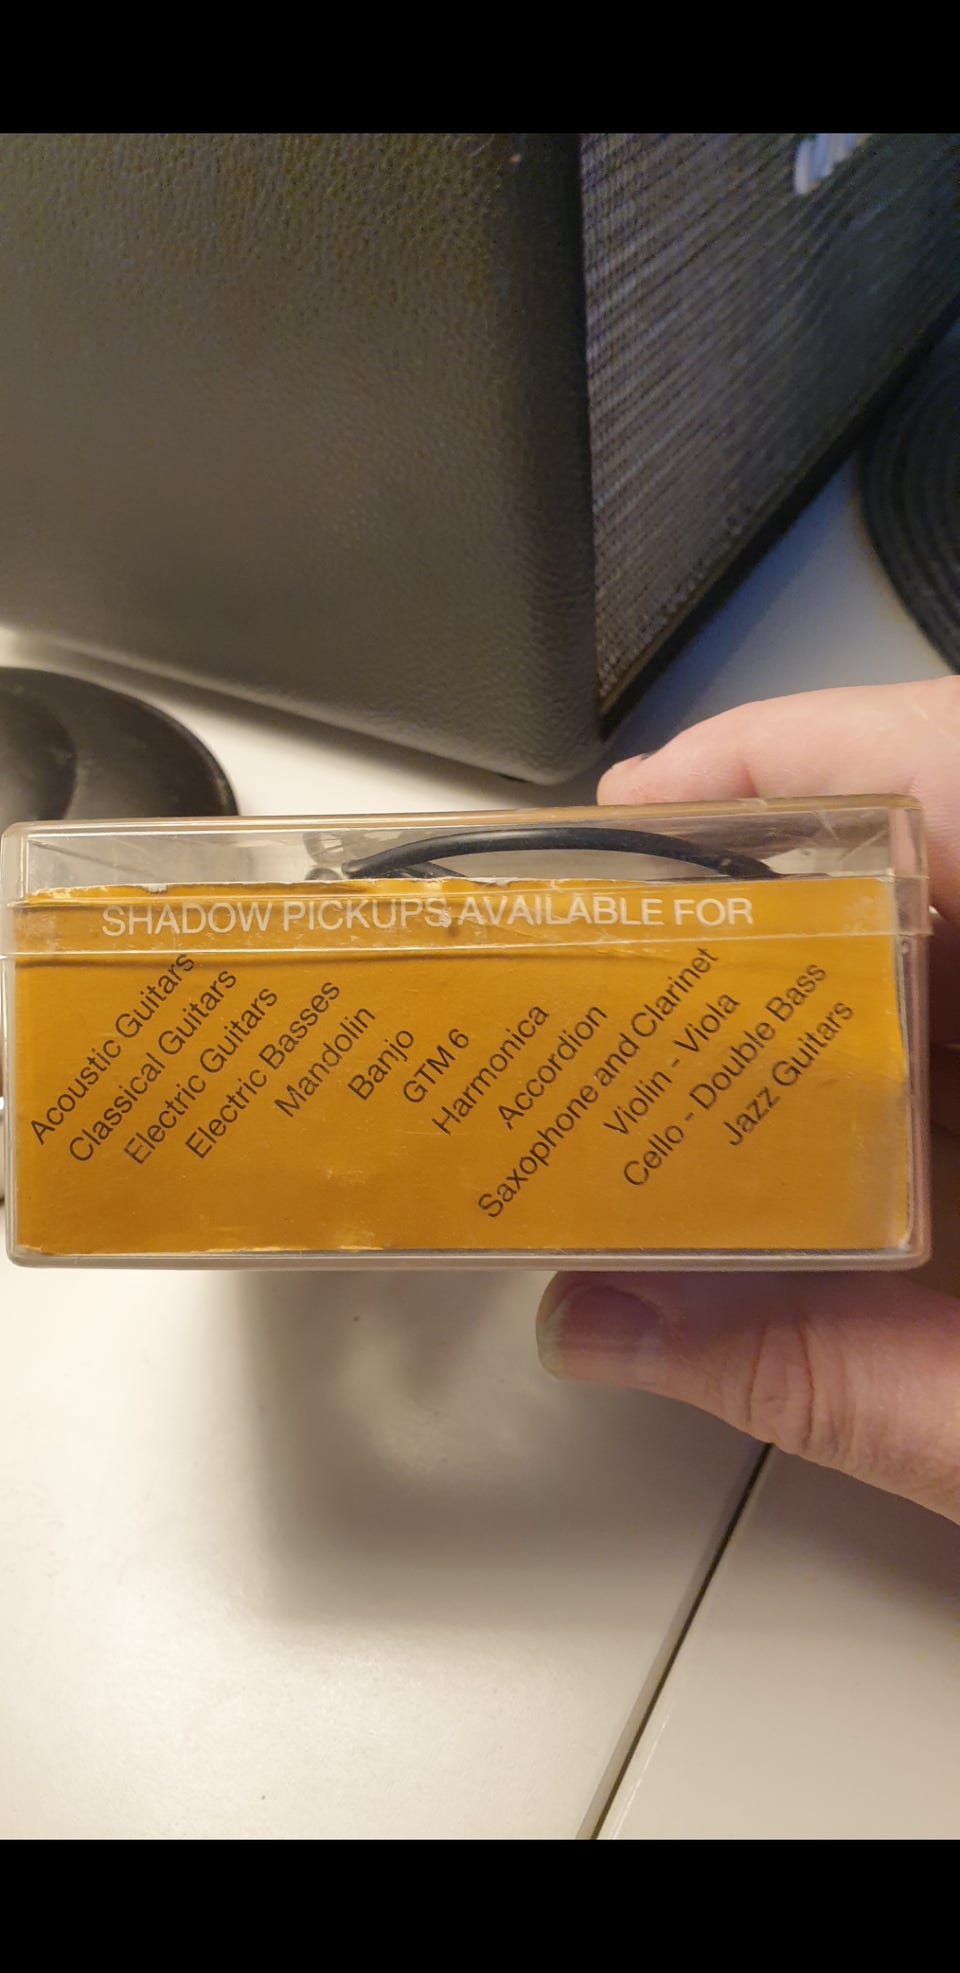 SHADOW PICKUPS AVAILABLE FOR
Acoustic Guitars
Classical Guitars
Electric Guitars
Electric Basses
Mandolin
Banjo
GTM 6
Harmonica
Accordion
Saxophone and Clarinet
Violin - Viola
Cello - Double Bass
Jazz Guitars